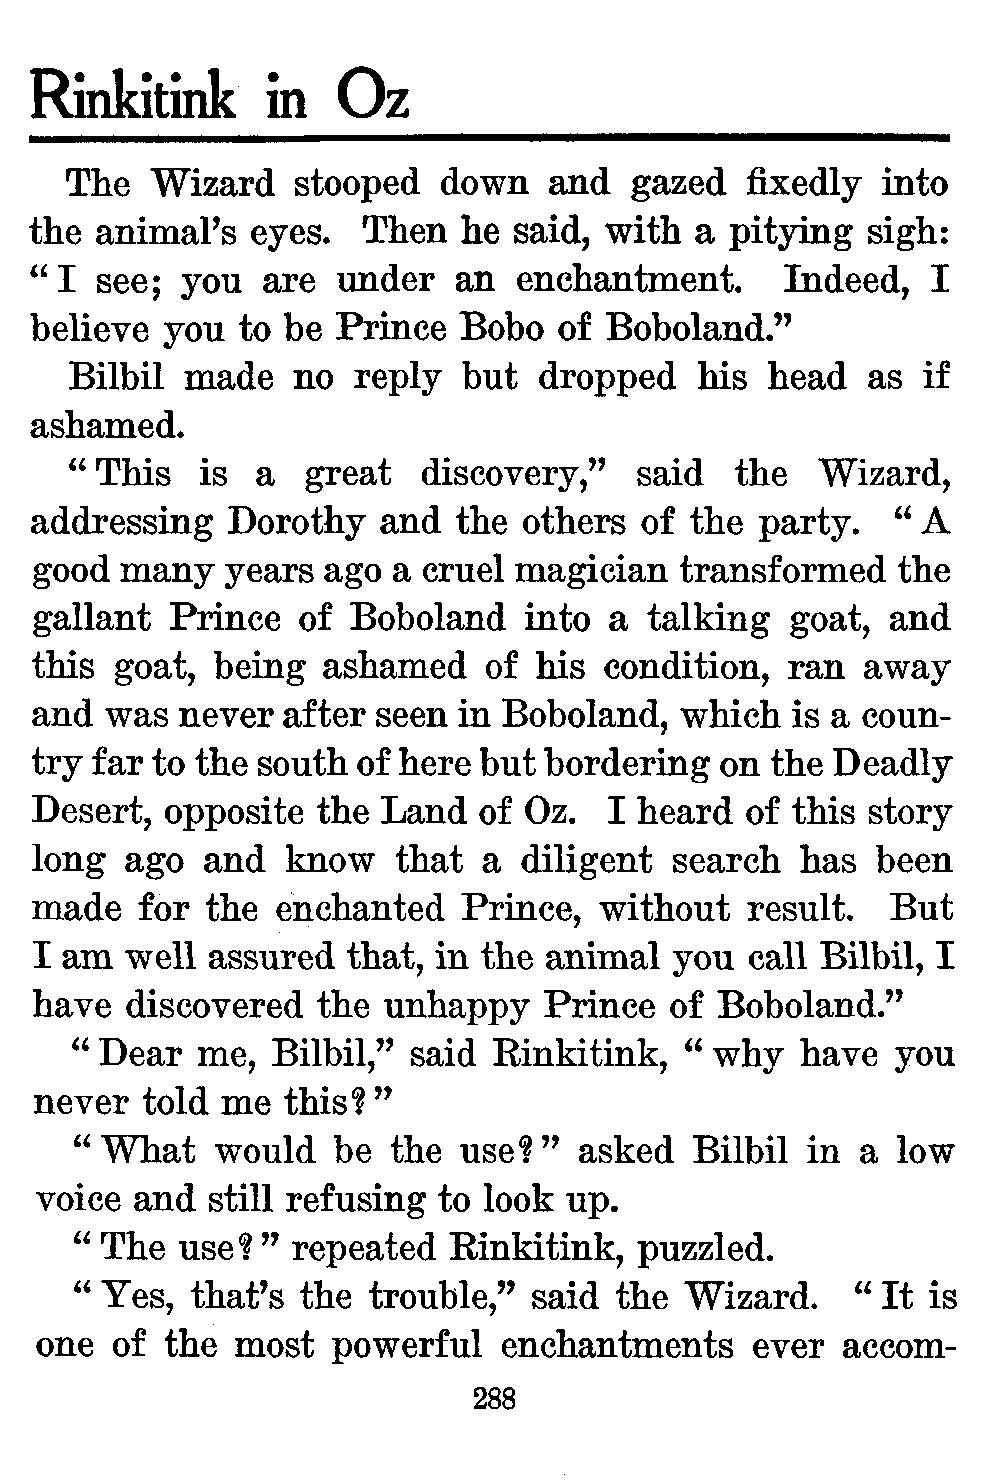 Rinkitink in Oz
The Wizard stooped down and gazed fixedly into
the animal’s eyes. Then he said, with a pitying sigh:
“ I see; you are under an enchantment. Indeed, I
believe you to be Prince Bobo of Boboland.”
Bilbil made no reply but dropped his head as if
ashamed.
“ This is a great discovery,” said the Wizard,
addressing Dorothy and the others of the party. “ A
good many years ago a cruel magician transformed the
gallant Prince of Boboland into a talking goat, and
this goat, being ashamed of his condition, ran away
and was never after seen in Boboland, which is a coun-
try far to the south of here but bordering on the Deadly
Desert, opposite the Land of Oz. I heard of this story
long ago and know that a diligent search has been
made for the enchanted Prince, without result. But
I am well assured that, in the animal you call Bilbil, I
have discovered the unhappy Prince of Boboland.”
“ Dear me, Bilbil,” said Rinkitink, “ why have you
never told me this? ”
“ What would be the use? ” asked Bilbil in a low
voice and still refusing to look up.
“ The use? ” repeated Rinkitink, puzzled.
“ Yes, that’s the trouble,” said the Wizard. “ It is
one of the most powerful enchantments ever accom-
288